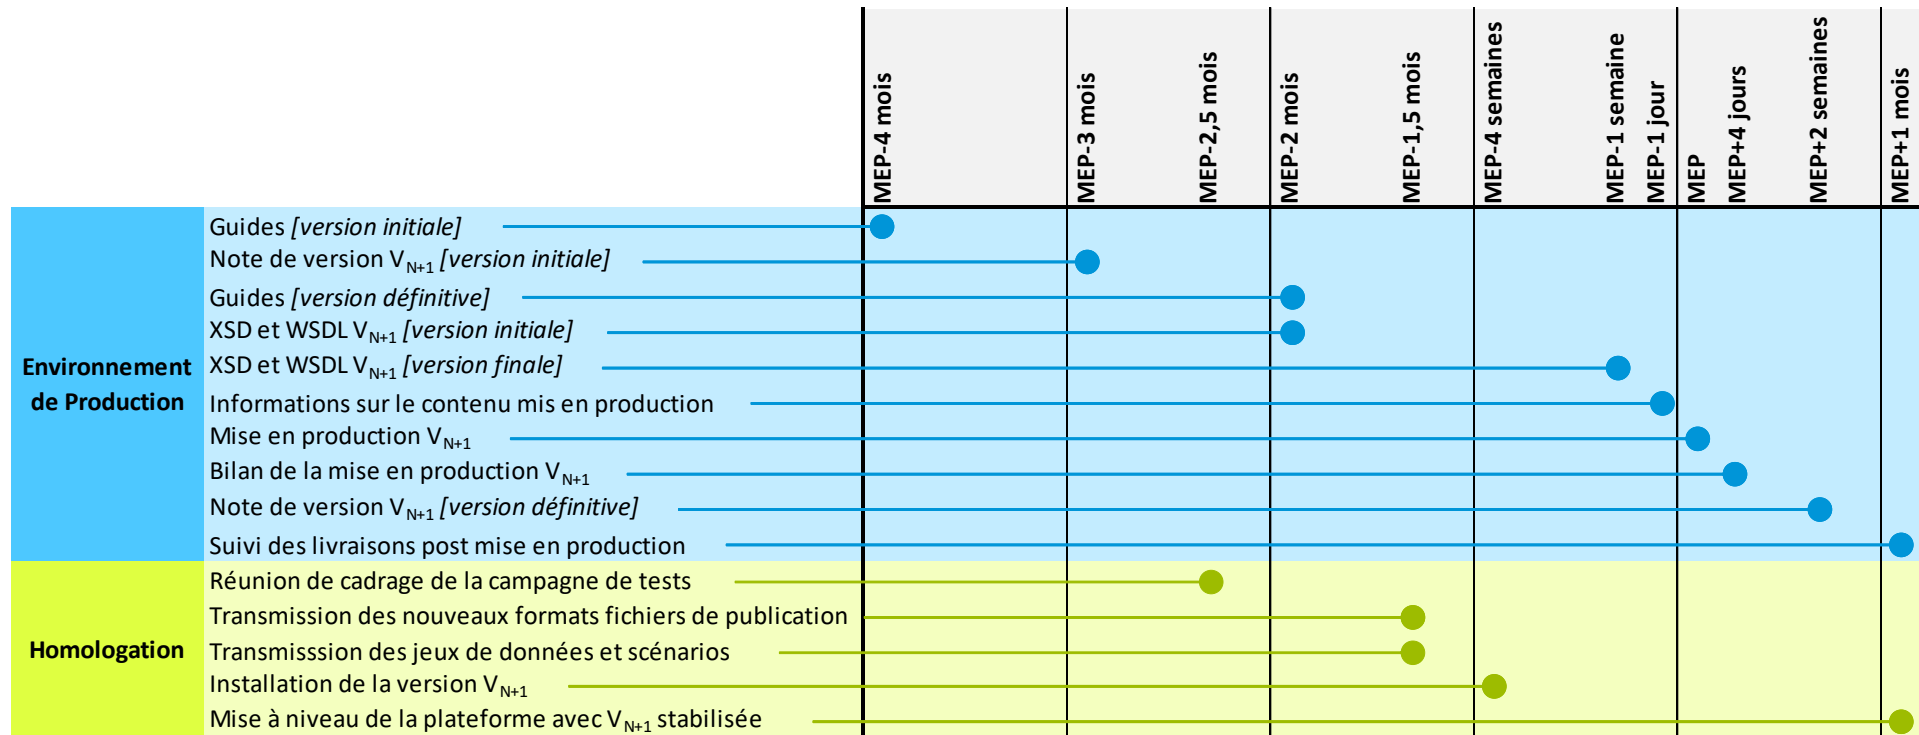 MEP-4 mois
MEP-3 mois
MEP-2,5 mois
MEP-2 mois
MEP-1,5 mois
MEP-4 semaines
MEP-1 semaine
MEP-1 jour
MEP
MEP+4 jours
MEP+2 semaines
MEP+1 mois
Environnement
de Production
Guides [version initiale]
Note de version VN+1 [version initiale]
Guides [version définitive]
XSD et WSDL VN+1 [version initiale]
XSD et WSDL VN+1 [version finale]
Informations sur le contenu mis en production
Mise en production VN+1
Bilan de la mise en production VN+1
Note de version VN+1 [version définitive]
Suivi des livraisons post mise en production
Homologation
Réunion de cadrage de la campagne de tests
Transmission des nouveaux formats fichiers de publication
Transmisssion des jeux de données et scénarios
Installation de la version VN+1
Mise à niveau de la plateforme avec VN+1 stabilisée